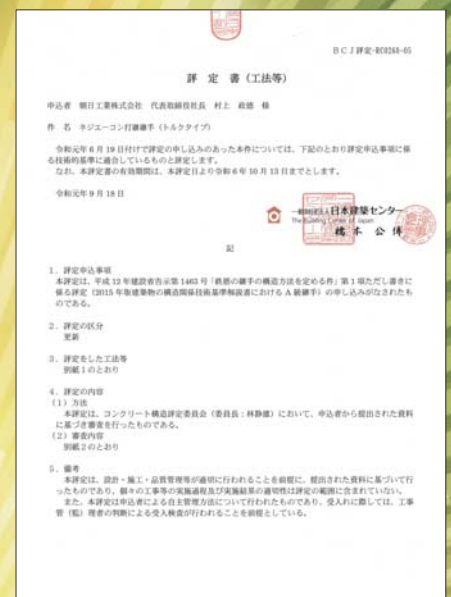 BCJ評定-RC0260-05
評 定 書（工法等）
申込者 朝日工業株式会社 代表取締役社長 村上 政徳 様
件 名 ネジエーコン打継継手（トルクタイプ）
令和元年6月19日付けで評定の申し込みのあった本件については、下記のとおり評定申込事項に係
る技術的基準に適合しているものと評定します。
なお、本評定書の有効期間は、本評定日より令和6年10月13日までとします。
令和元年9月18日
一般財団法人 日本建築センター
The Building Center of Japan
橋 本 公 博
記
1．評定申込事項
本評定は、平成12年建設省告示第1463号「鉄筋の継手の構造方法を定める件」第1項ただし書きに
係る評定（2015年版建築物の構造関係技術基準解説書におけるA級継手）の申し込みがなされたも
のである。
2．評定の区分
更新
3．評定をした工法等
別紙1のとおり
4．評定の内容
（1）方法
本評定は、コンクリート構造評定委員会（委員長：林静雄）において、申込者から提出された資料
に基づき審査を行ったものである。
（2）審査内容
別紙2のとおり
5．備考
本評定は、設計・施工・品質管理等が適切に行われることを前提に、提出された資料に基づいて行
ったものであり、個々の工事等の実施過程及び実施結果の適切性は評定の範囲に含まれていない。
また、本評定は申込者による自主管理方法について行われたものであり、受入れに際しては、工事
管（監）理者の判断による受入検査が行われることを前提としている。